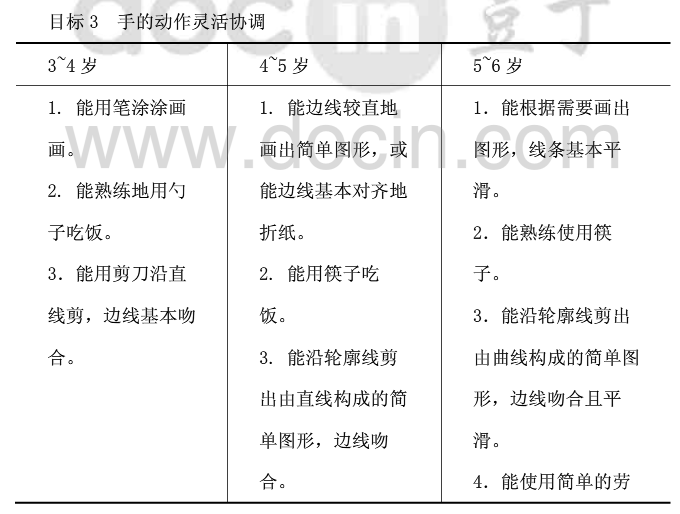 目标 3　手的动作灵活协调
3~4 岁
4~5 岁
5~6 岁
1. 能用笔涂涂画
画。
2. 能熟练地用勺
子吃饭。
3. 能用剪刀沿直
线剪，边线基本吻
合。
1. 能边线较直地
画出简单图形，或
能边线基本对齐地
折纸。
2. 能用筷子吃
饭。
3. 能沿轮廓线剪
出由直线构成的简
单图形，边线吻
合。
1. 能根据需要画出
图形，线条基本平
滑。
2. 能熟练使用筷
子。
3. 能沿轮廓线剪出
由曲线构成的简单图
形，边线吻合且平
滑。
4. 能使用简单的劳
docin 豆丁
www.docin.com